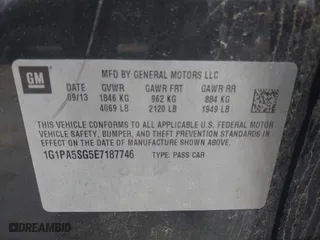 GM
MFD BY GENERAL MOTORS LLC
DATE GVWR GAWR FRT GAWR RR
09/13 1846 KG 962 KG 884 KG
4069 LB 2120 LB 1949 LB
THIS VEHICLE CONFORMS TO ALL APPLICABLE U.S. FEDERAL MOTOR
VEHICLE SAFETY, BUMPER, AND THEFT PREVENTION STANDARDS IN
EFFECT ON THE DATE OF MANUFACTURE SHOWN ABOVE.
1G1PA5SG5E7187746 TYPE: PASS CAR